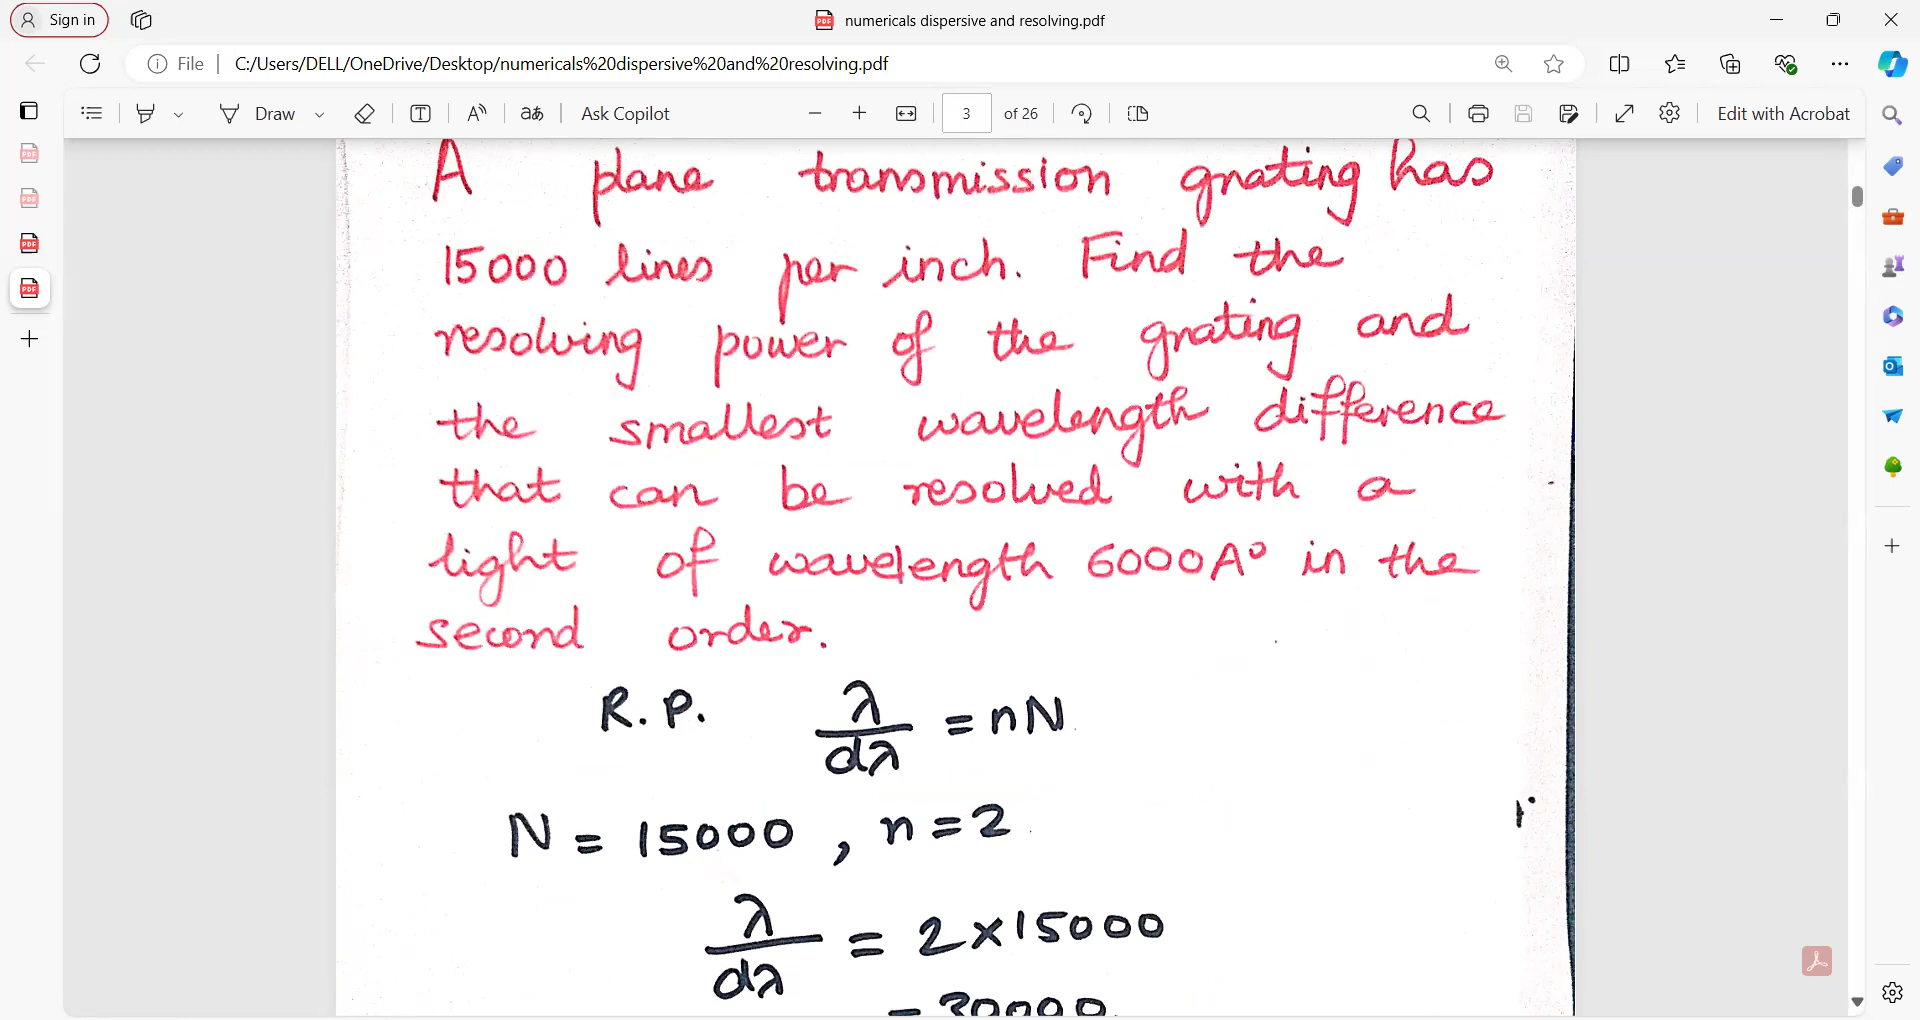 Sign in
numericals dispersive and resolving.pdf
File C:/Users/DELL/OneDrive/Desktop/numericals%20dispersive%20and%20resolving.pdf
Draw aあ Ask Copilot 3 of 26 Edit with Acrobat
A plane transmission grating has
15000 lines per inch. Find the
resolving power of the grating and
the smallest wavelength difference
that can be resolved with a
light of wavelength 6000A° in the
second order.
R.P. λ/dλ = nN
N = 15000, n = 2
λ/dλ = 2×15000
= 30000